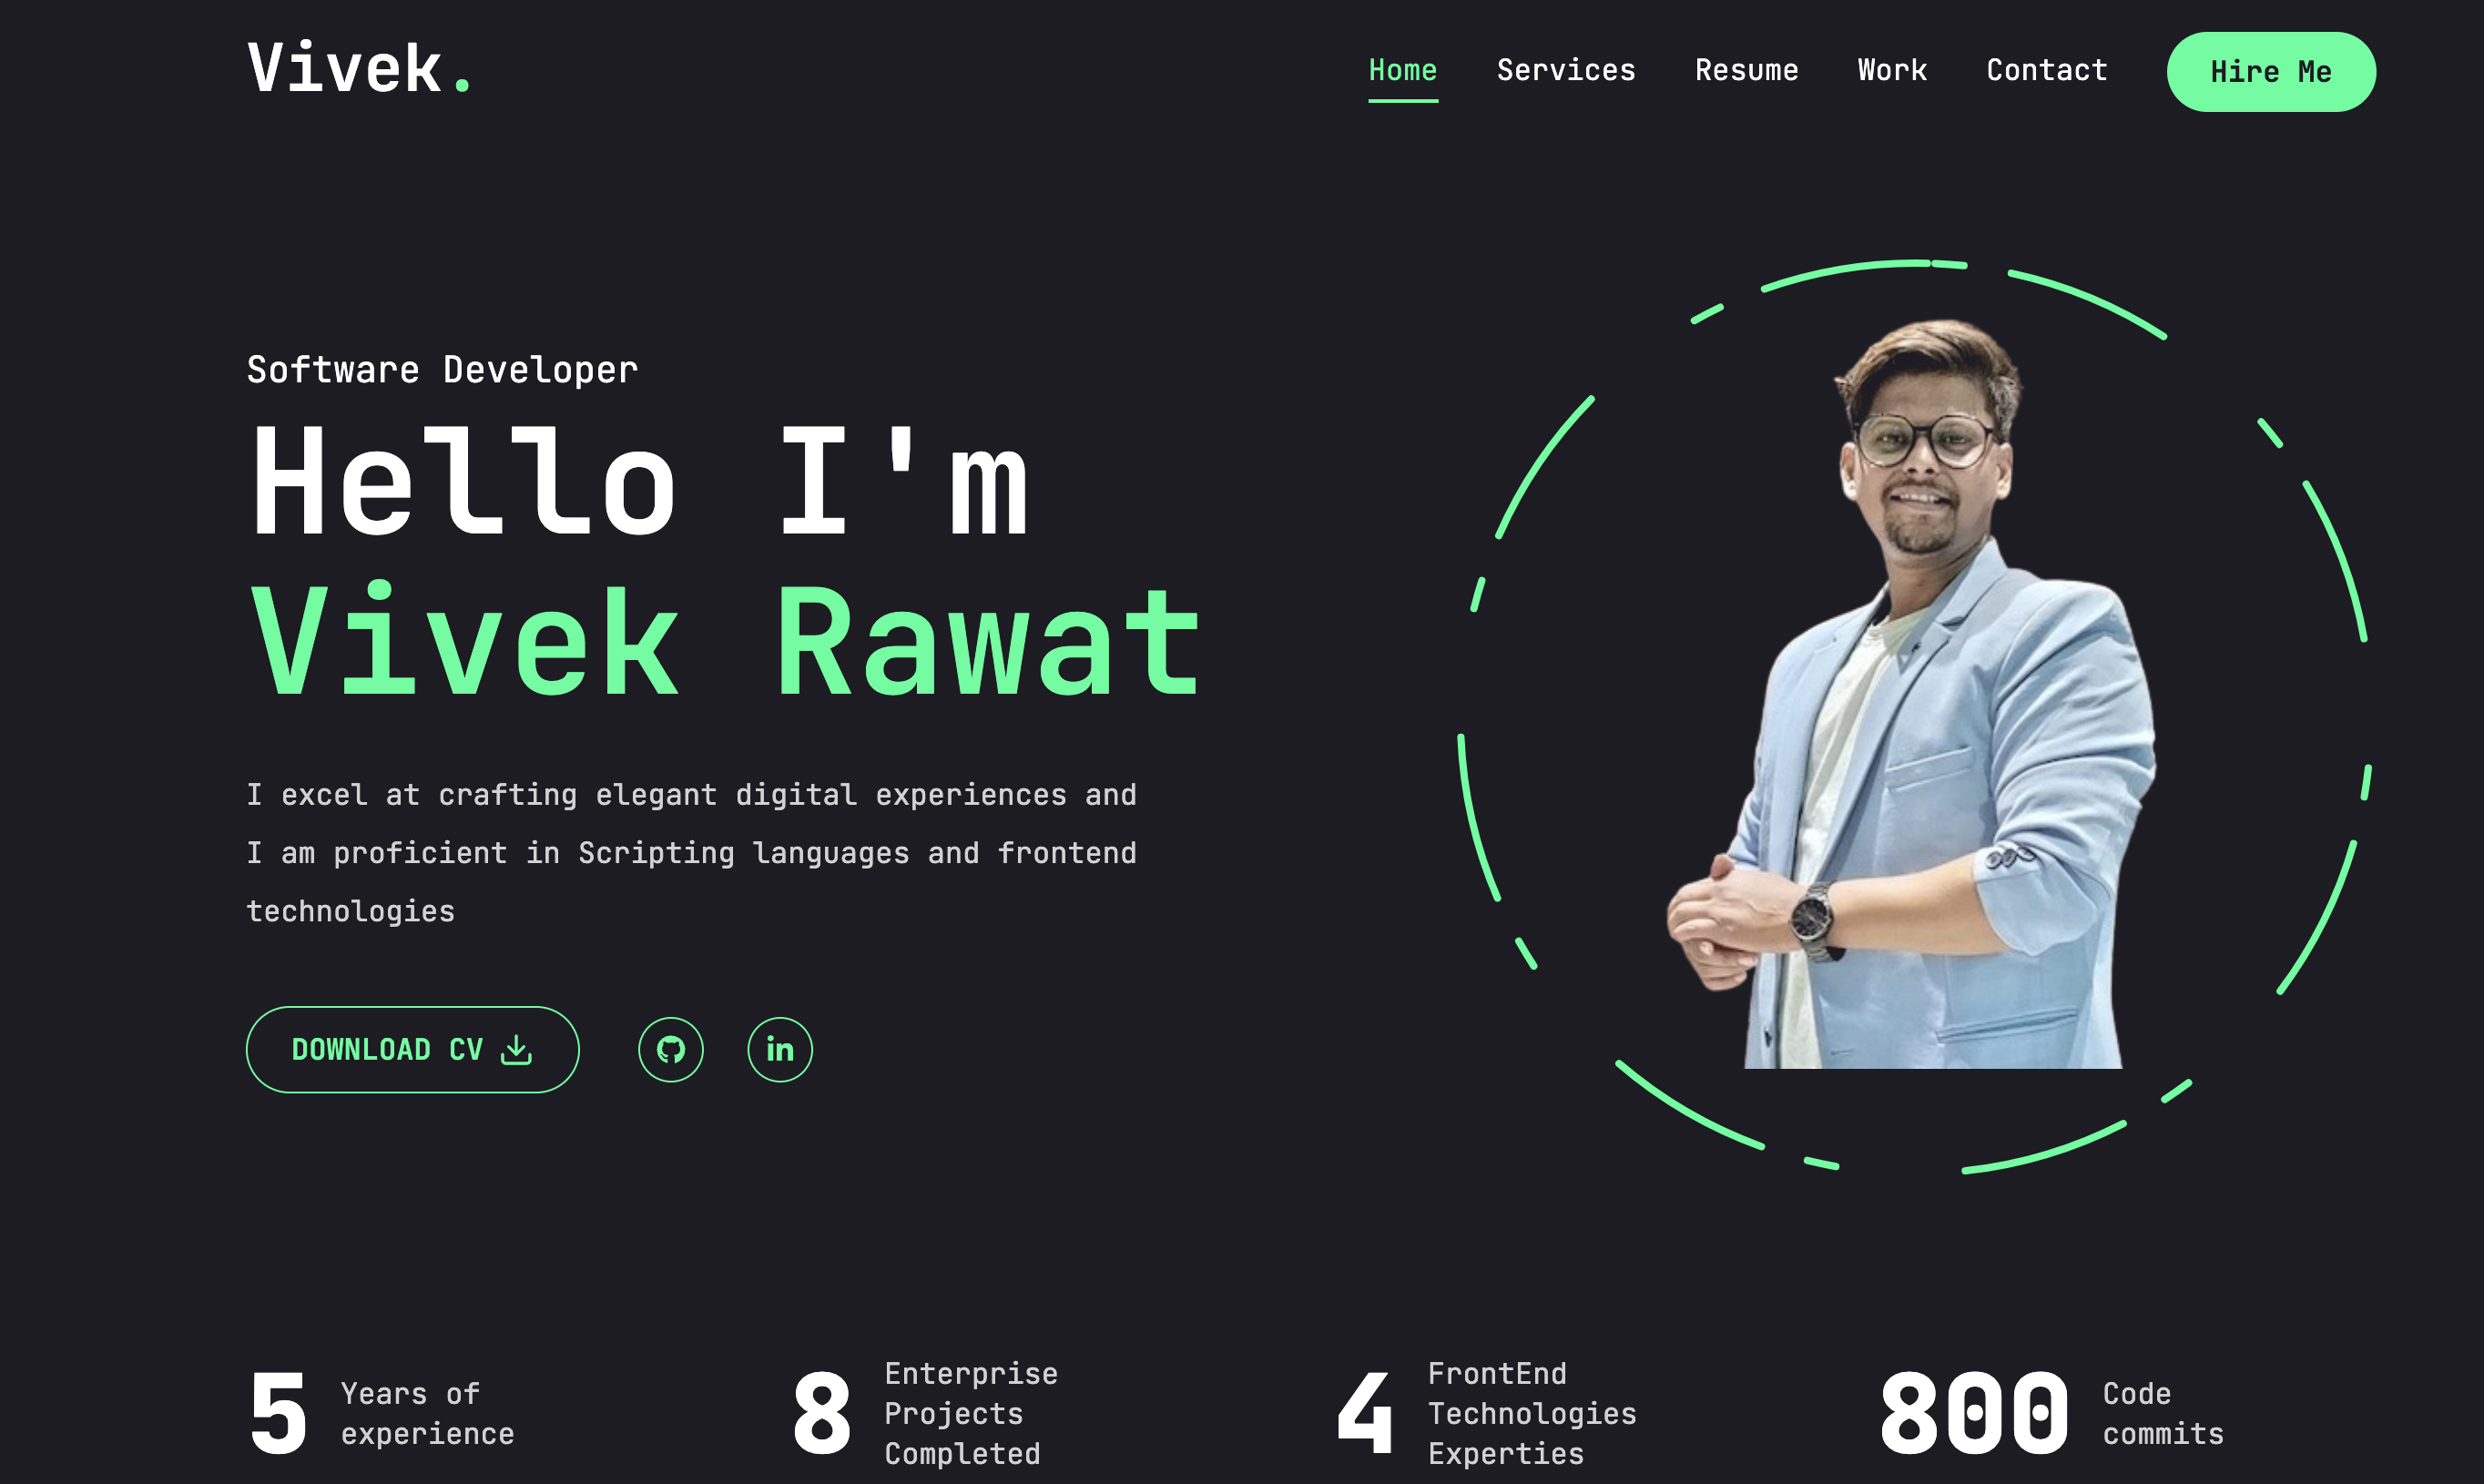 Vivek.
Home Services Resume Work Contact Hire Me
Software Developer
Hello I'm
Vivek Rawat
I excel at crafting elegant digital experiences and
I am proficient in Scripting languages and frontend
technologies
DOWNLOAD CV
in
5
Years of
experience
8
Enterprise
Projects
Completed
4
FrontEnd
Technologies
Experties
800
Code
commits